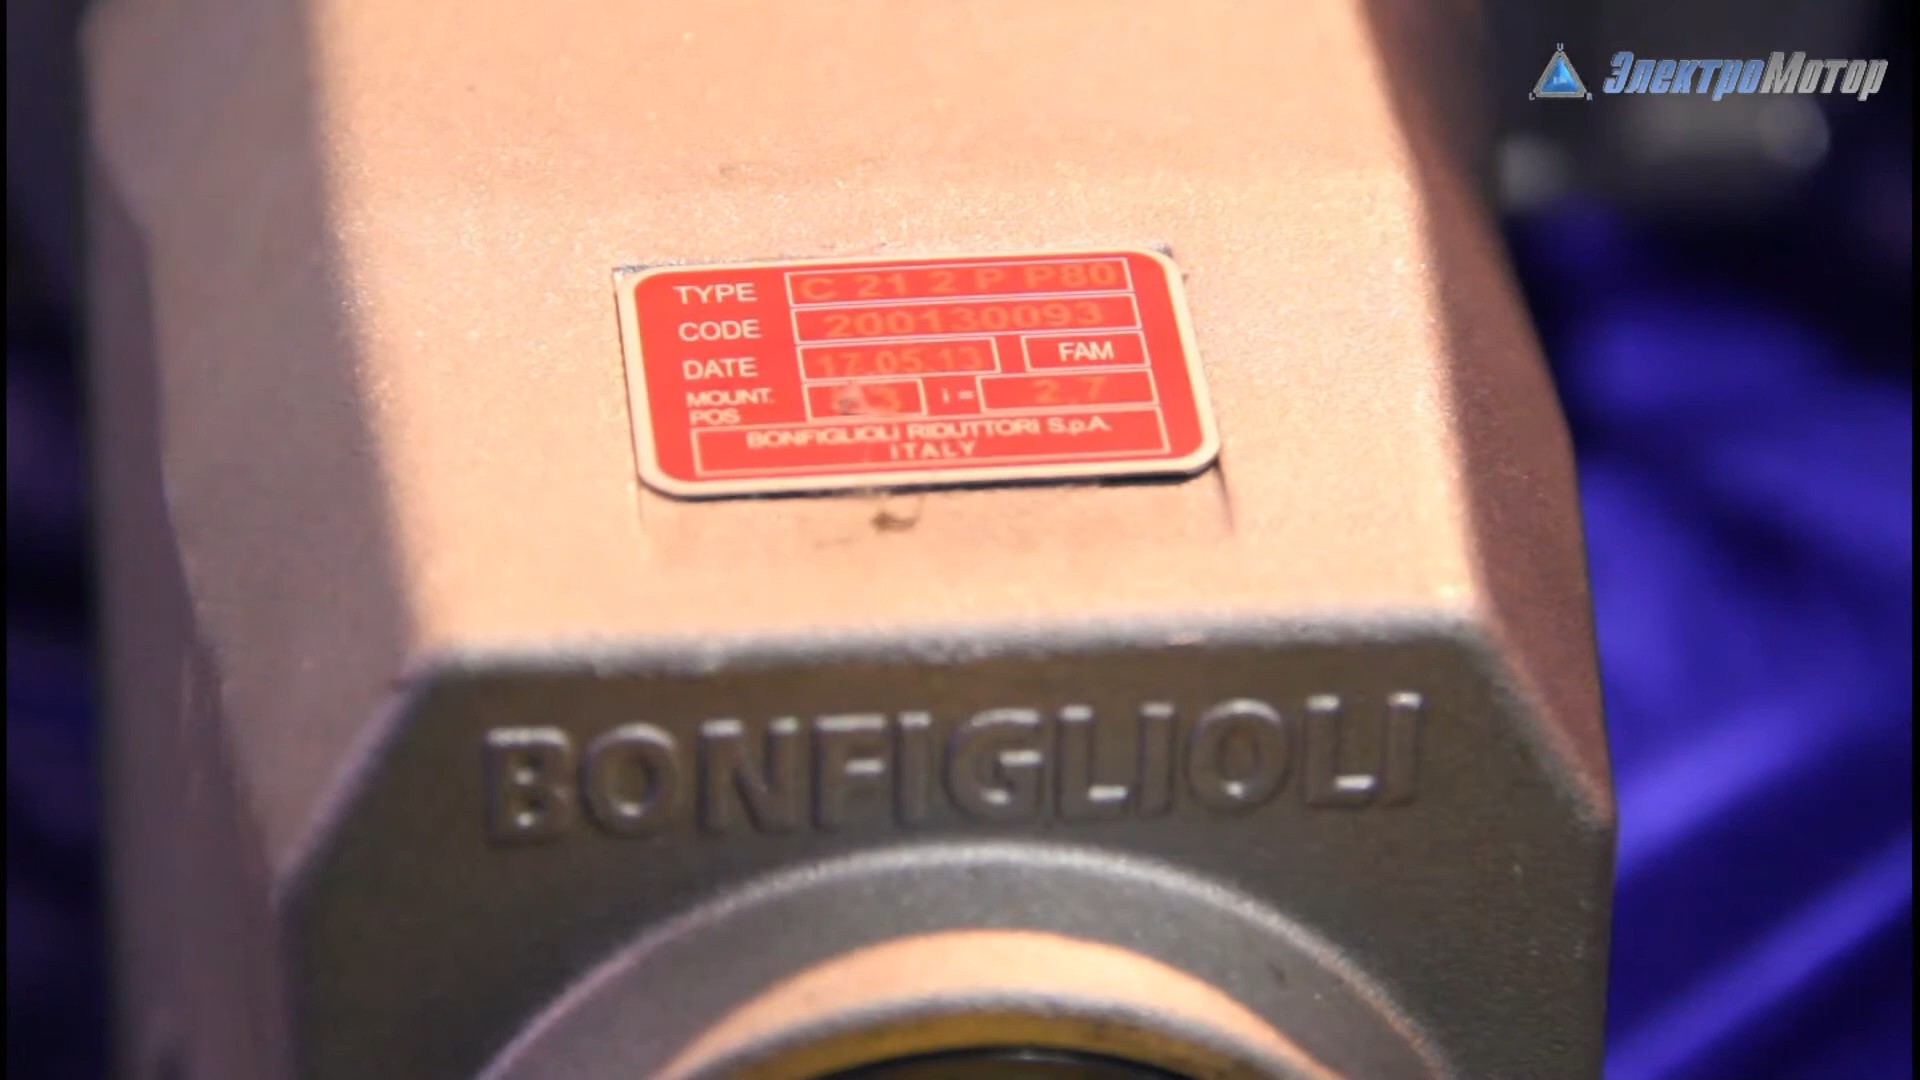 ЭлектроМотор
TYPE C 21 2 P P80
CODE 200130093
DATE 17.05.13 FAM
MOUNT. POS. i = 2,7
BONFIGLIOLI RIDUTTORI S.p.A.
ITALY
BONFIGLIOLI